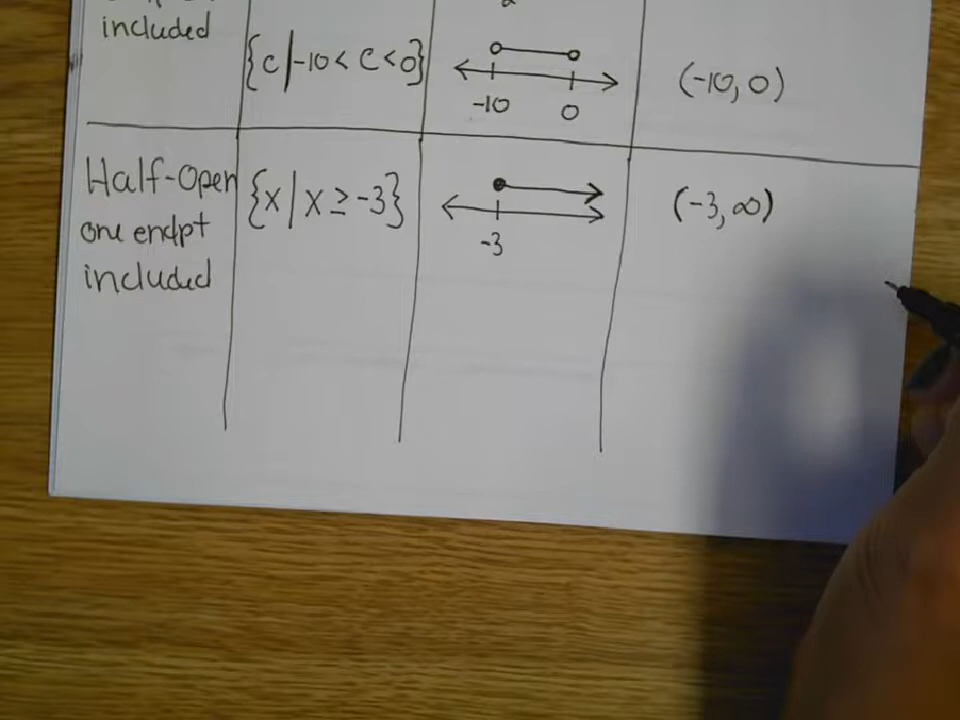 included
{c | -10 < c < 0}
-10 0
(-10, 0)
Half-Open
one endpt
included
{x | x ≥ -3}
-3
(-3, ∞)